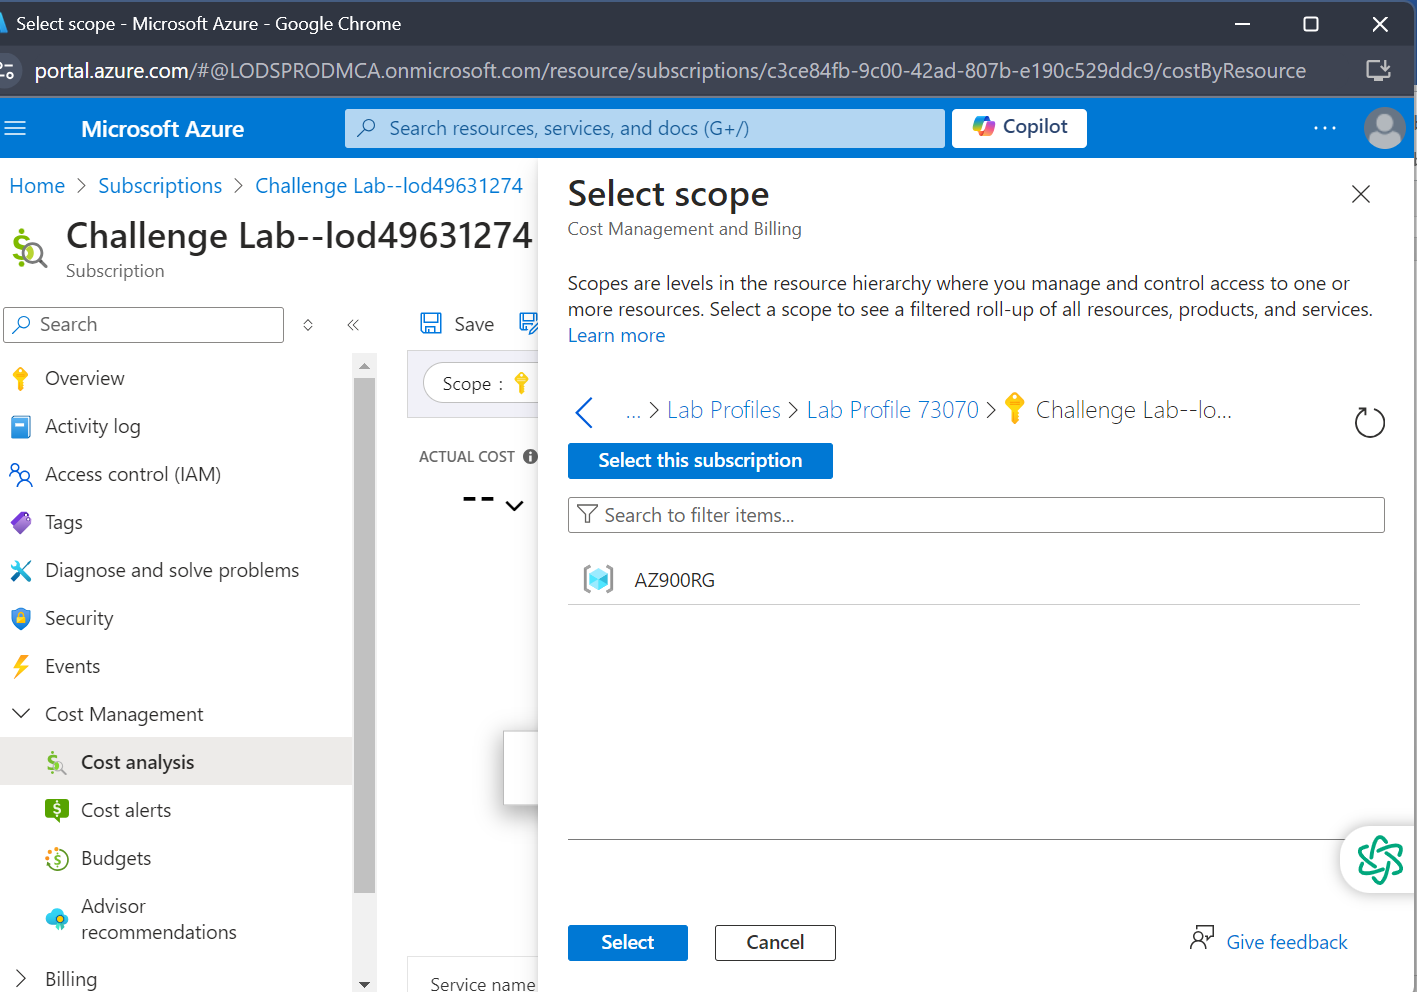 Select scope - Microsoft Azure - Google Chrome
portal.azure.com/#@LODSPRODMCA.onmicrosoft.com/resource/subscriptions/c3ce84fb-9c00-42ad-807b-e190c529ddc9/costByResource
Microsoft Azure
Search resources, services, and docs (G+/)
Copilot
Home > Subscriptions > Challenge Lab--lod49631274
Challenge Lab--lod49631274
Subscription
Search
Overview
Activity log
Access control (IAM)
Tags
Diagnose and solve problems
Security
Events
Cost Management
Cost analysis
Cost alerts
Budgets
Advisor
recommendations
Billing
Save
Scope :
ACTUAL COST
--
Service name
Select scope
Cost Management and Billing
Scopes are levels in the resource hierarchy where you manage and control access to one or
more resources. Select a scope to see a filtered roll-up of all resources, products, and services.
Learn more
... > Lab Profiles > Lab Profile 73070 > Challenge Lab--lo...
Select this subscription
Search to filter items...
AZ900RG
Select
Cancel
Give feedback